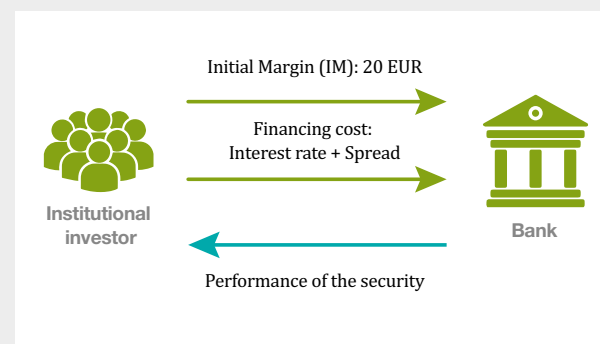 Initial Margin (IM): 20 EUR
Financing cost:
Interest rate + Spread
Institutional
investor
Bank
Performance of the security